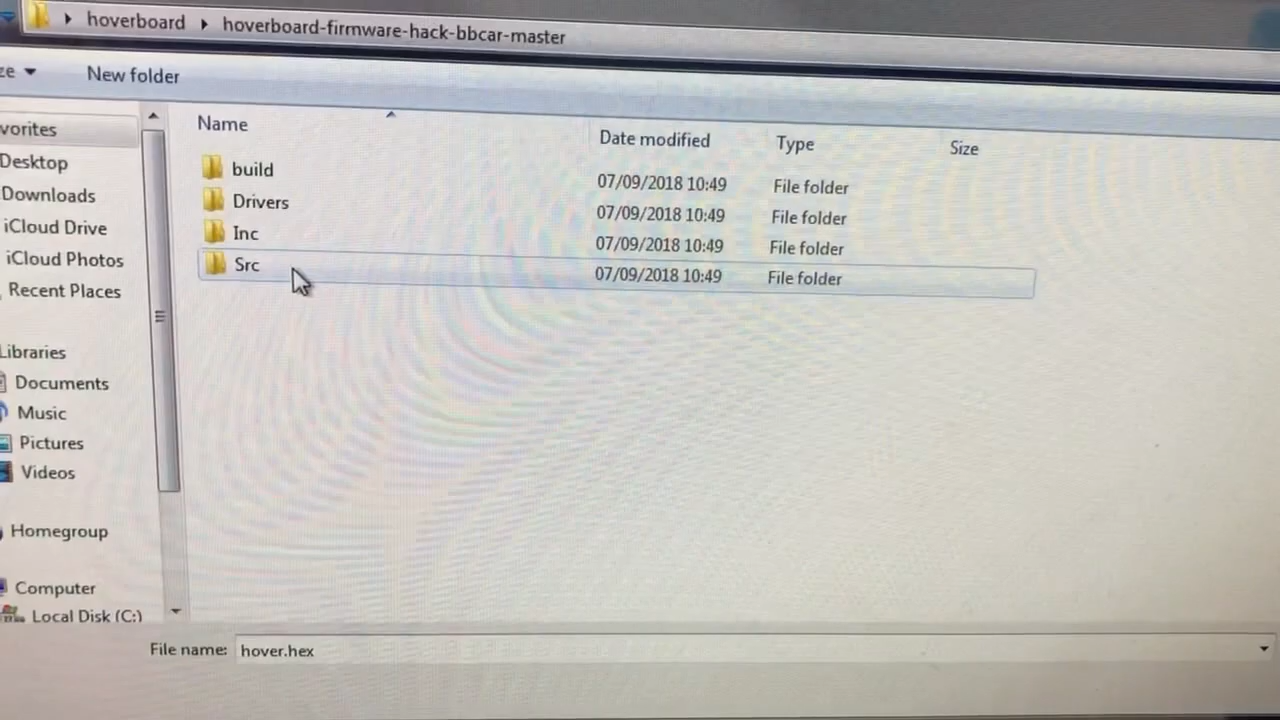 hoverboard hoverboard-firmware-hack-bbcar-master
ze New folder
Name Date modified Type Size
build 07/09/2018 10:49 File folder
Drivers 07/09/2018 10:49 File folder
Inc 07/09/2018 10:49 File folder
Src 07/09/2018 10:49 File folder
vorites
Desktop
Downloads
iCloud Drive
iCloud Photos
Recent Places
Libraries
Documents
Music
Pictures
Videos
Homegroup
Computer
Local Disk (C:)
File name: hover.hex